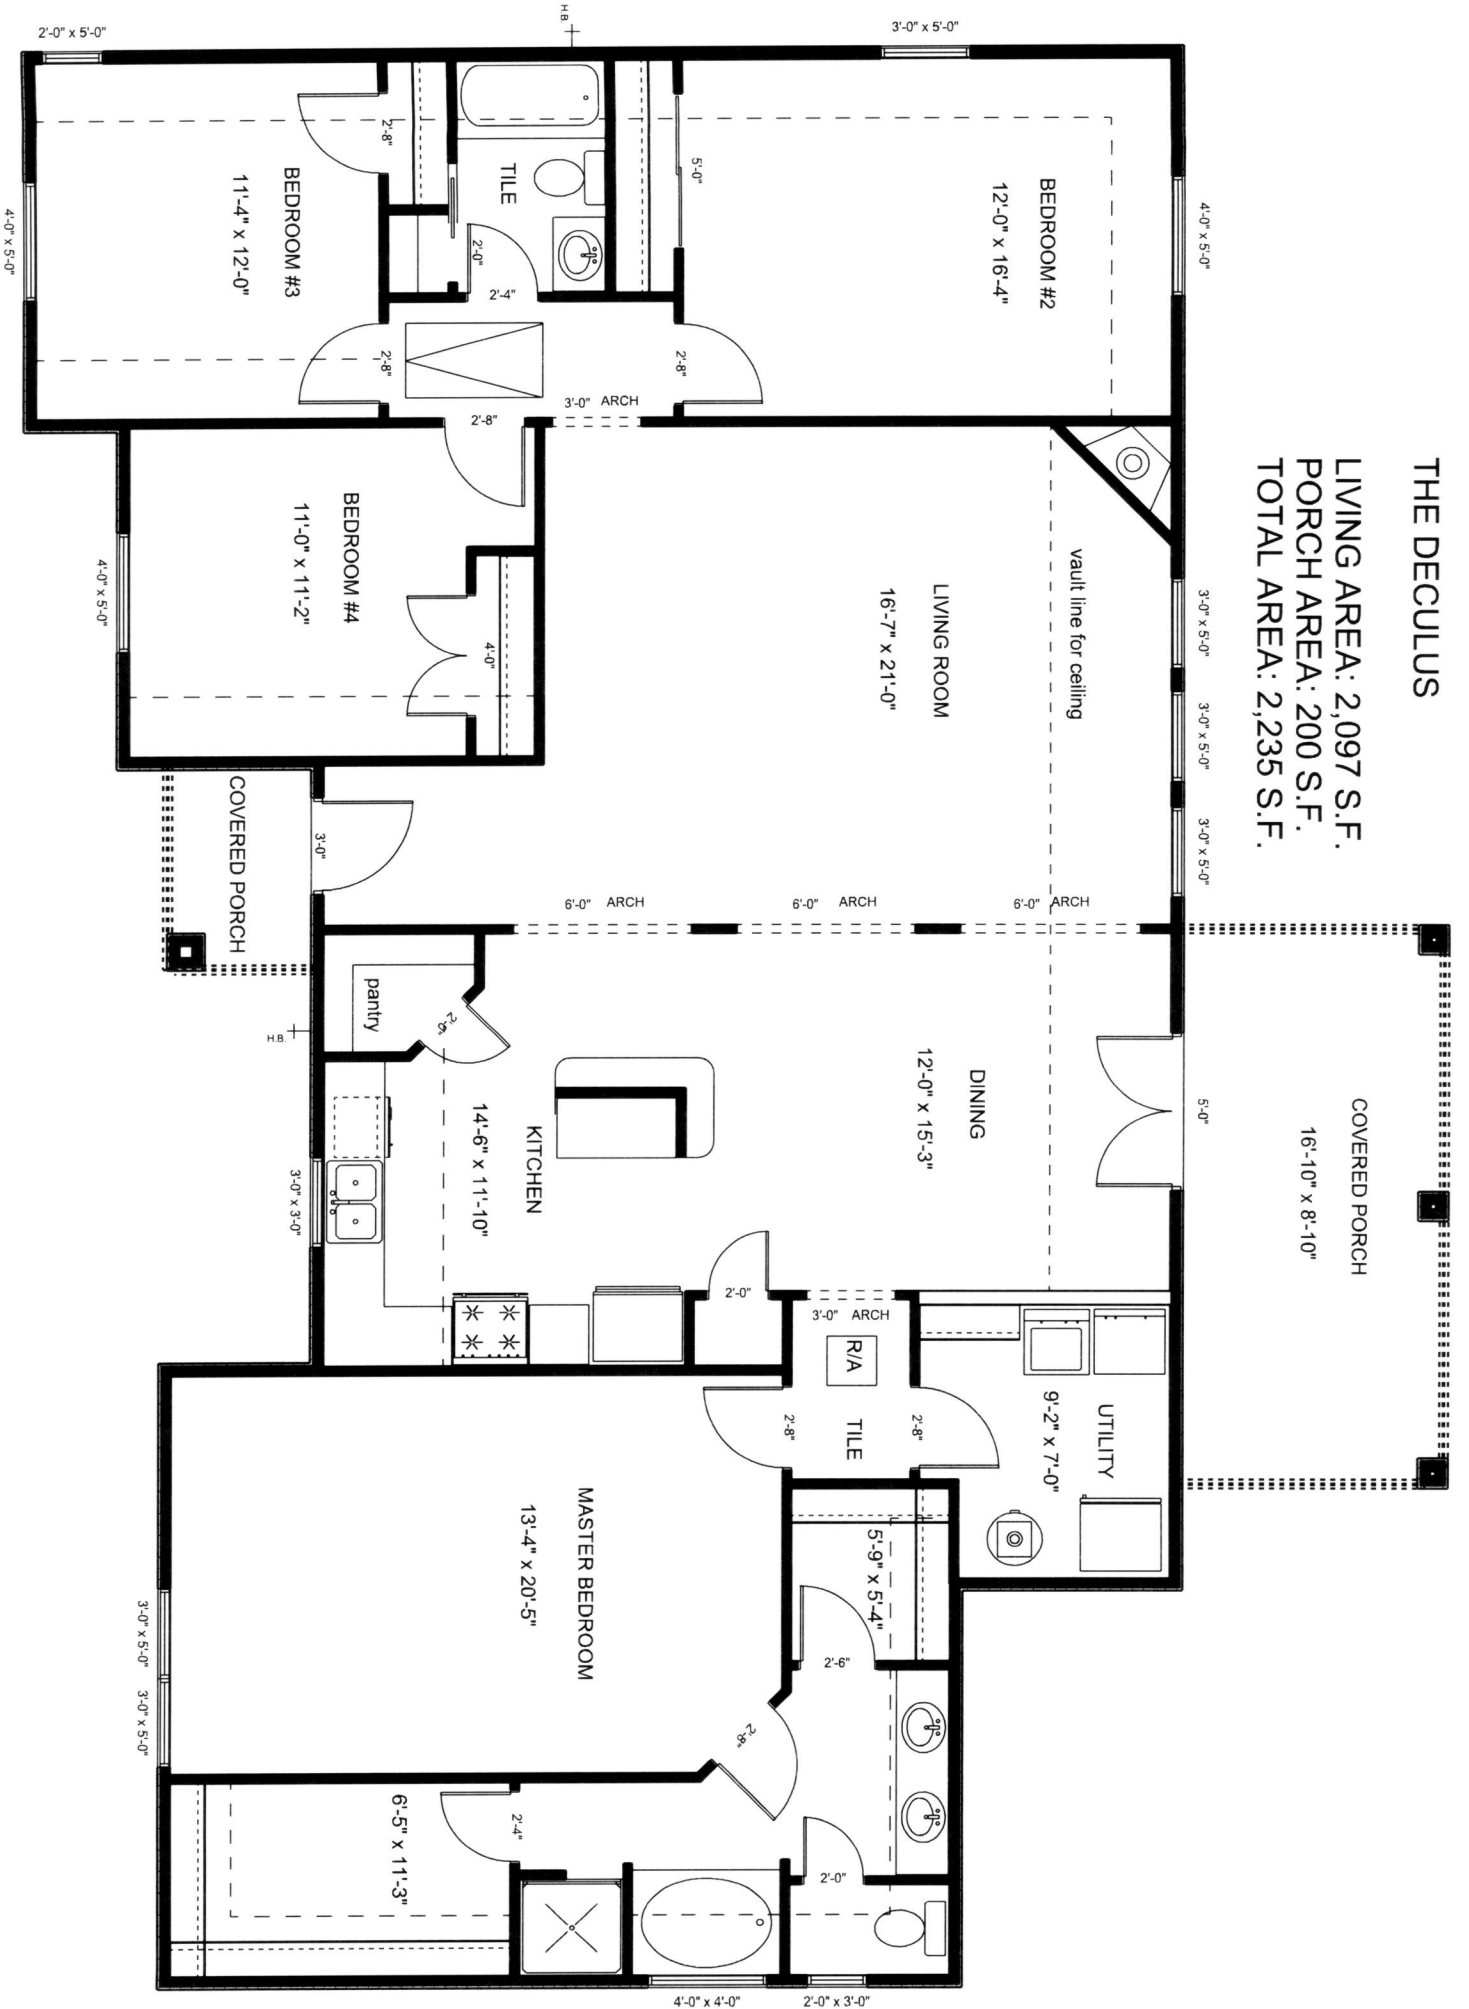 THE DECULUS
LIVING AREA: 2,097 S.F.
PORCH AREA: 200 S.F.
TOTAL AREA: 2,235 S.F.
COVERED PORCH
16'-10" x 8'-10"
4'-0" x 5'-0"
3'-0" x 5'-0"
3'-0" x 5'-0"
3'-0" x 5'-0"
5'-0"
3'-0" x 5'-0"
BEDROOM #2
12'-0" x 16'-4"
5'-0"
2'-8"
vault line for ceiling
LIVING ROOM
16'-7" x 21'-0"
6'-0" ARCH
6'-0" ARCH
6'-0" ARCH
DINING
12'-0" x 15'-3"
UTILITY
9'-2" x 7'-0"
2'-8"
3'-0" ARCH
R/A
TILE
2'-8"
2'-0"
H.B.
TILE
2'-0"
2'-4"
3'-0" ARCH
2'-8"
2'-8"
2'-8"
BEDROOM #3
11'-4" x 12'-0"
2'-0" x 5'-0"
4'-0" x 5'-0"
BEDROOM #4
11'-0" x 11'-2"
4'-0"
4'-0" x 5'-0"
COVERED PORCH
3'-0"
pantry
2'-8"
H.B.
KITCHEN
14'-6" x 11'-10"
3'-0" x 3'-0"
MASTER BEDROOM
13'-4" x 20'-5"
3'-0" x 5'-0"
3'-0" x 5'-0"
5'-9" x 5'-4"
2'-6"
2'-8"
2'-0"
2'-4"
6'-5" x 11'-3"
4'-0" x 4'-0"
2'-0" x 3'-0"